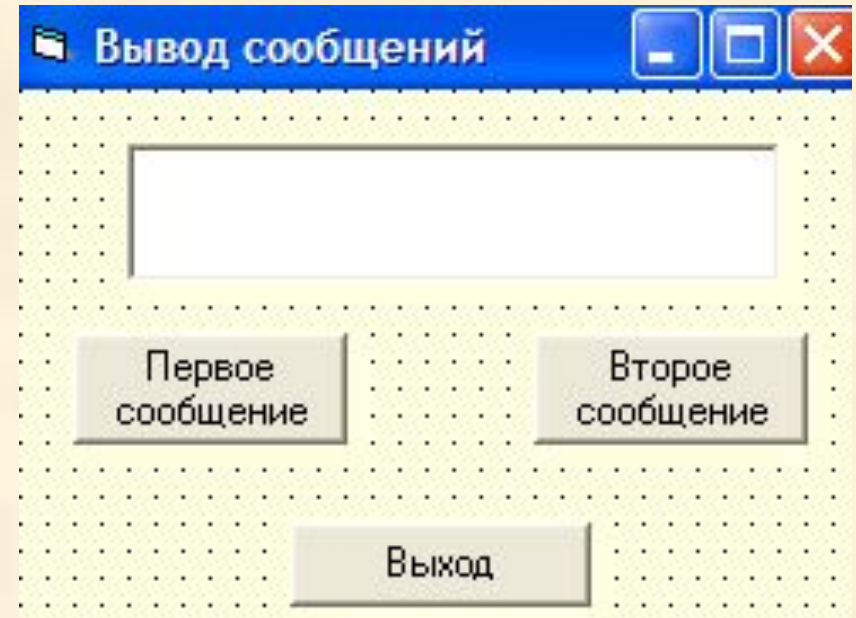 Вывод сообщений
Первое
сообщение
Второе
сообщение
Выход